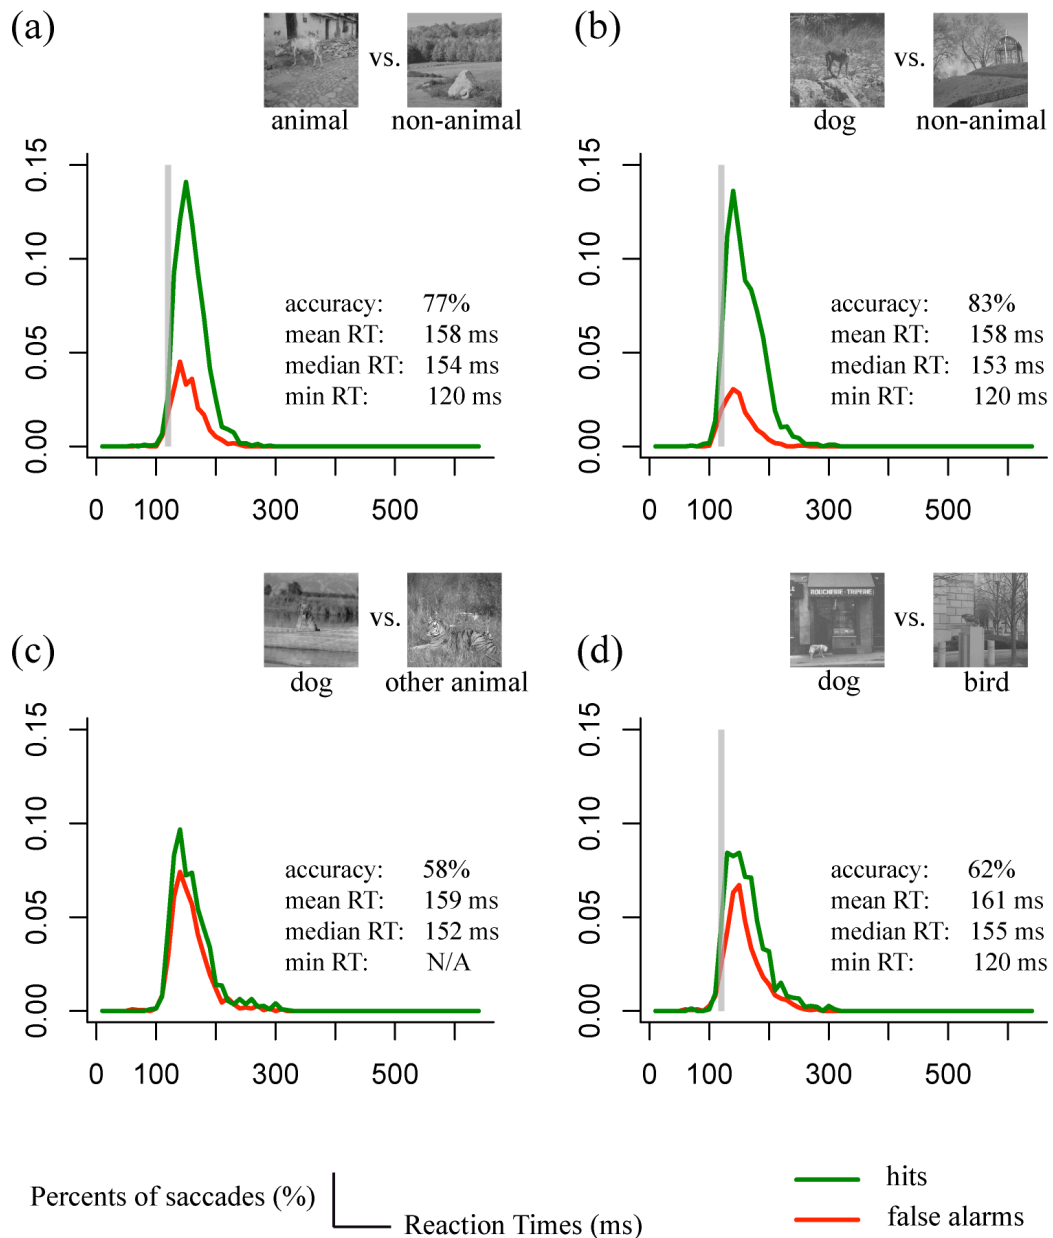 (a)
vs.
animal
non-animal
0.15
0.10
0.05
0.00
accuracy: 77%
mean RT: 158 ms
median RT: 154 ms
min RT: 120 ms
0 100 300 500
(b)
vs.
dog
non-animal
0.15
0.10
0.05
0.00
accuracy: 83%
mean RT: 158 ms
median RT: 153 ms
min RT: 120 ms
0 100 300 500
(c)
vs.
dog
other animal
0.15
0.10
0.05
0.00
accuracy: 58%
mean RT: 159 ms
median RT: 152 ms
min RT: N/A
0 100 300 500
(d)
BOUCHERIE-TRIPERIE
vs.
dog
bird
0.15
0.10
0.05
0.00
accuracy: 62%
mean RT: 161 ms
median RT: 155 ms
min RT: 120 ms
0 100 300 500
Percents of saccades (%)
Reaction Times (ms)
hits
false alarms